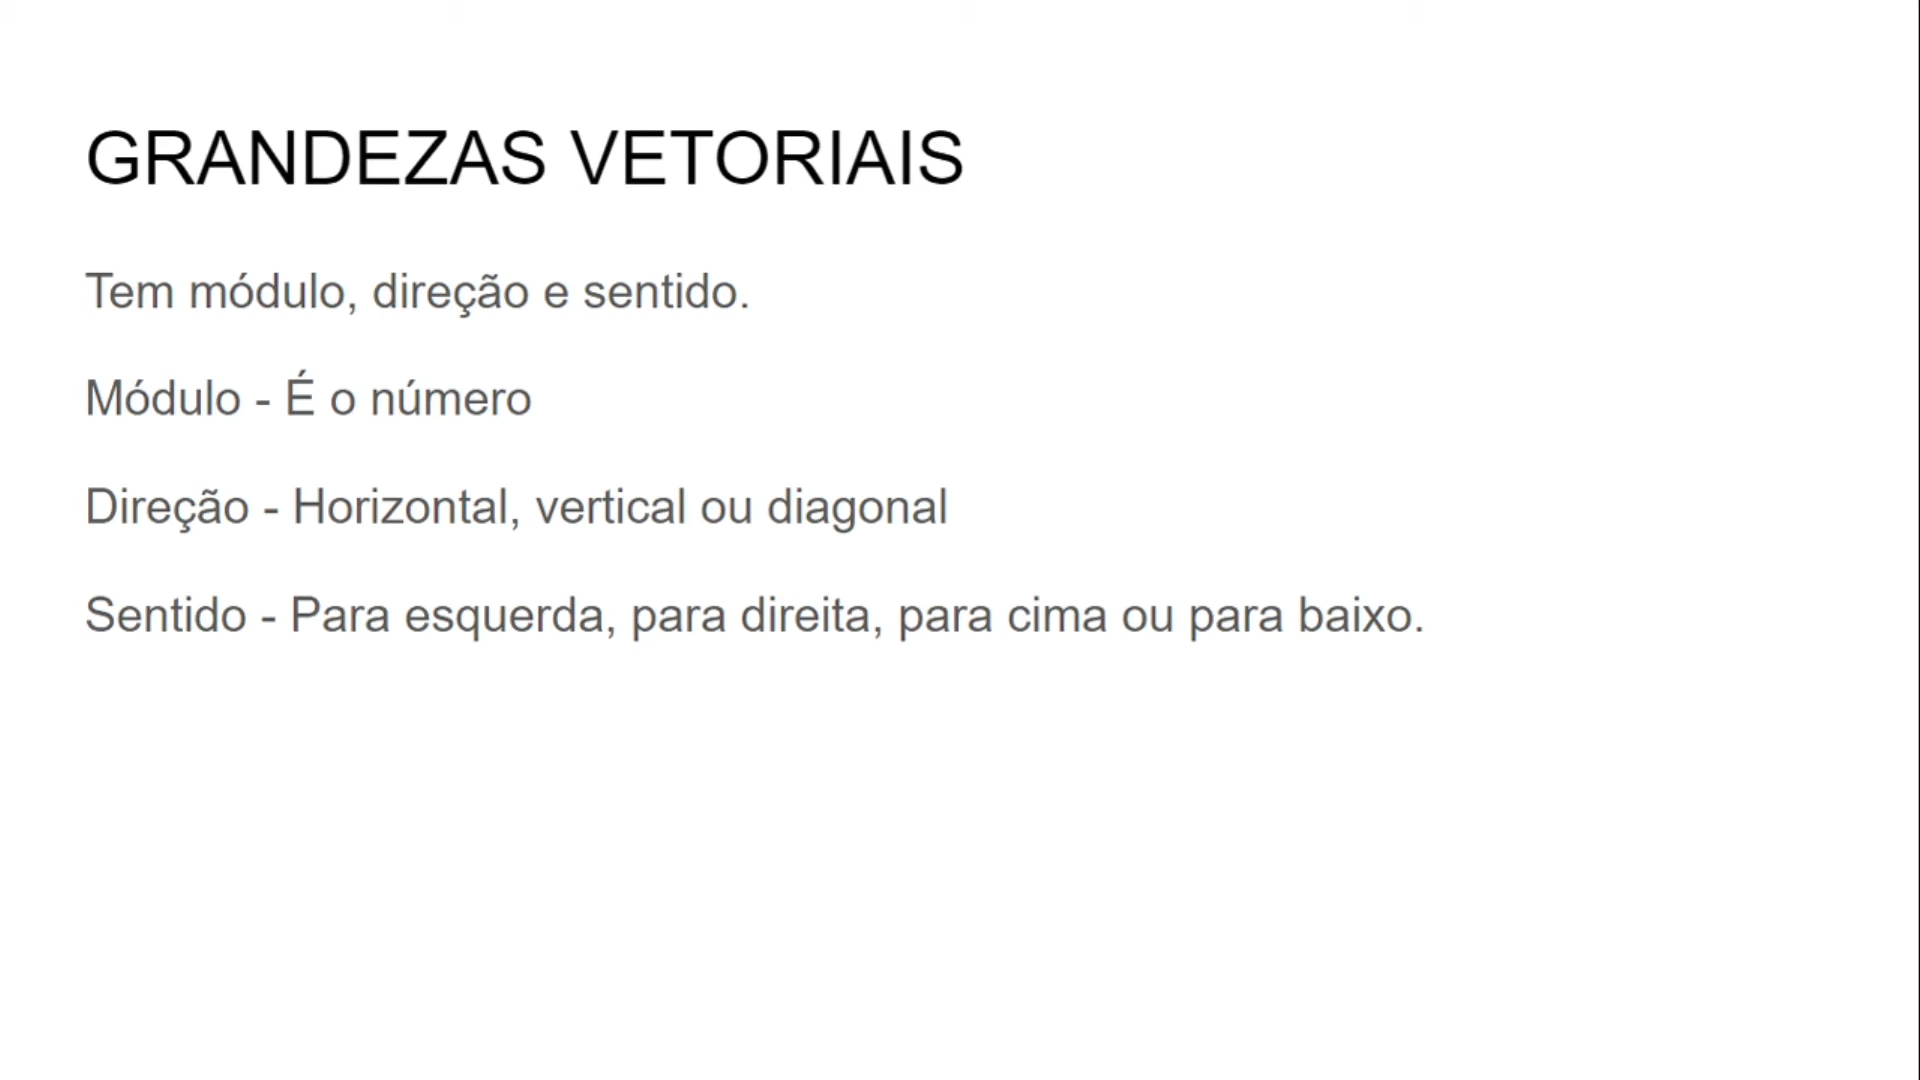 GRANDEZAS VETORIAIS
Tem módulo, direção e sentido.
Módulo - É o número
Direção - Horizontal, vertical ou diagonal
Sentido - Para esquerda, para direita, para cima ou para baixo.